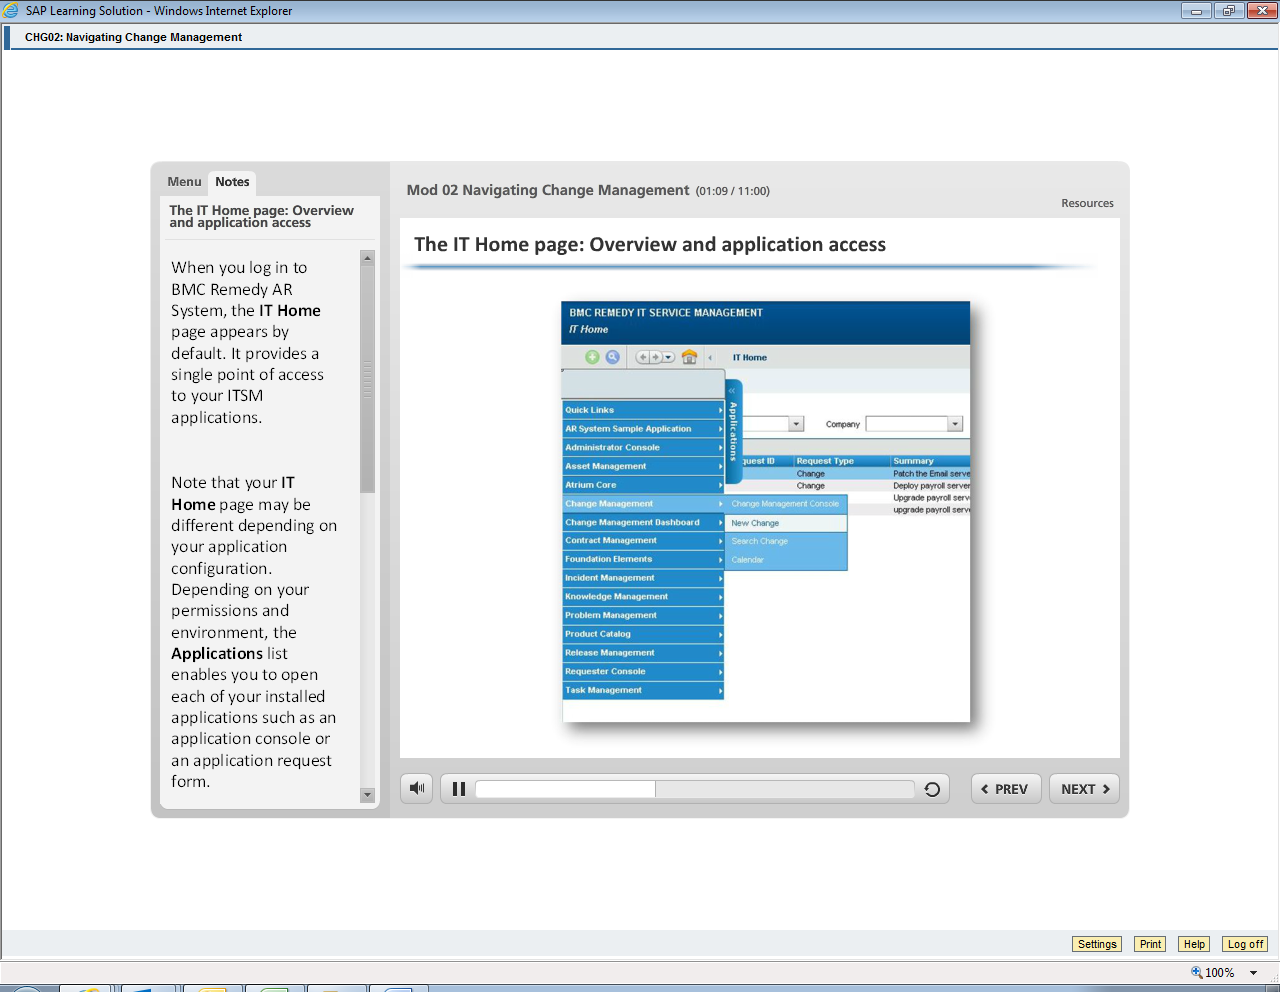 SAP Learning Solution - Windows Internet Explorer
CHG02: Navigating Change Management
Menu
Notes
The IT Home page: Overview
and application access
When you log in to
BMC Remedy AR
System, the IT Home
page appears by
default. It provides a
single point of access
to your ITSM
applications.
Note that your IT
Home page may be
different depending on
your application
configuration.
Depending on your
permissions and
environment, the
Applications list
enables you to open
each of your installed
applications such as an
application console or
an application request
form.
Mod 02 Navigating Change Management (01:09 / 11:00)
Resources
The IT Home page: Overview and application access
BMC REMEDY IT SERVICE MANAGEMENT
IT Home
IT Home
Applications
Quick Links
AR System Sample Application
Administrator Console
Asset Management
Atrium Core
Change Management
Change Management Dashboard
Contract Management
Foundation Elements
Incident Management
Knowledge Management
Problem Management
Product Catalog
Release Management
Requester Console
Task Management
Change Management Console
New Change
Search Change
Calendar
Company
quest ID Request Type Summary
Change Patch the Email serve
Change Deploy payroll server
Upgrade payroll serv
upgrade payroll serv
PREV
NEXT
Settings
Print
Help
Log off
100%